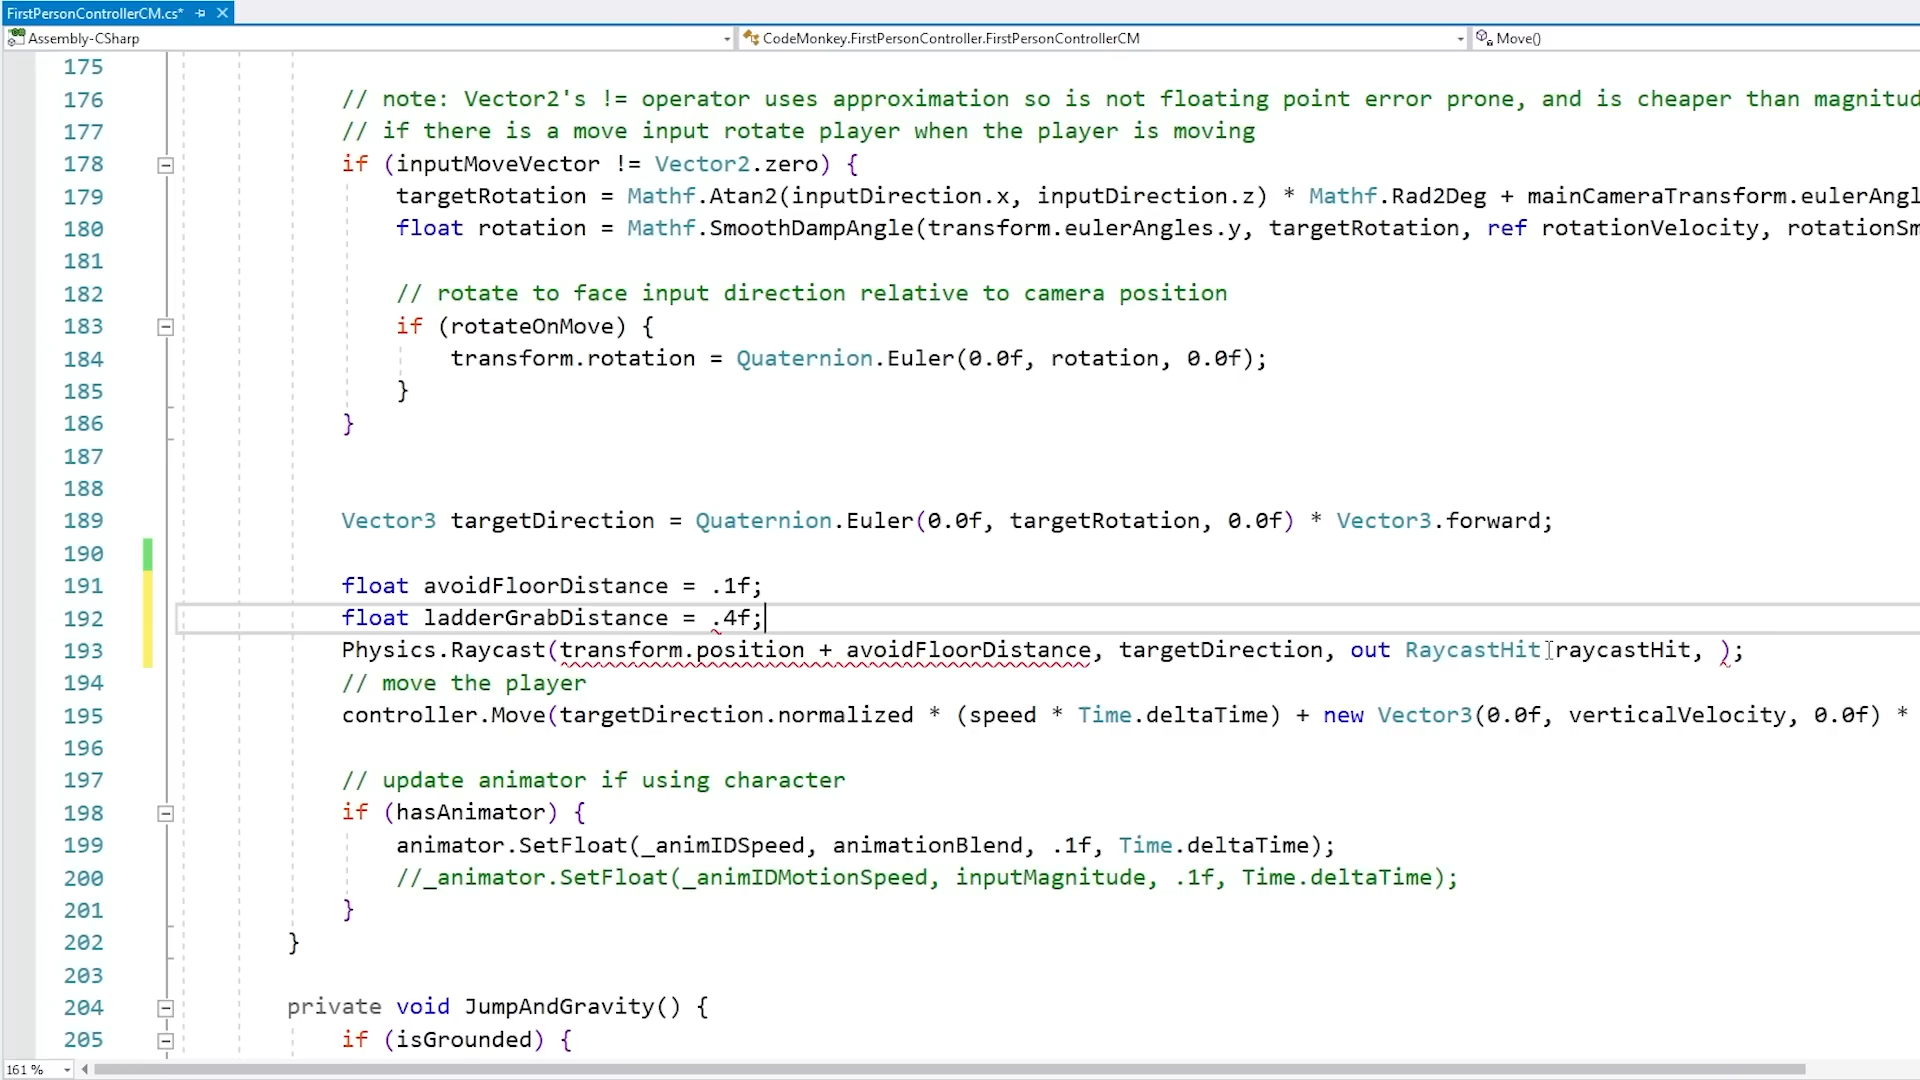 FirstPersonControllerCM.cs*
Assembly-CSharp CodeMonkey.FirstPersonController.FirstPersonControllerCM Move()
175
176 // note: Vector2's != operator uses approximation so is not floating point error prone, and is cheaper than magnitud
177 // if there is a move input rotate player when the player is moving
178 if (inputMoveVector != Vector2.zero) {
179 targetRotation = Mathf.Atan2(inputDirection.x, inputDirection.z) * Mathf.Rad2Deg + mainCameraTransform.eulerAngl
180 float rotation = Mathf.SmoothDampAngle(transform.eulerAngles.y, targetRotation, ref rotationVelocity, rotationSm
181
182 // rotate to face input direction relative to camera position
183 if (rotateOnMove) {
184 transform.rotation = Quaternion.Euler(0.0f, rotation, 0.0f);
185 }
186 }
187
188
189 Vector3 targetDirection = Quaternion.Euler(0.0f, targetRotation, 0.0f) * Vector3.forward;
190
191 float avoidFloorDistance = .1f;
192 float ladderGrabDistance = .4f;
193 Physics.Raycast(transform.position + avoidFloorDistance, targetDirection, out RaycastHit raycastHit, );
194 // move the player
195 controller.Move(targetDirection.normalized * (speed * Time.deltaTime) + new Vector3(0.0f, verticalVelocity, 0.0f) *
196
197 // update animator if using character
198 if (hasAnimator) {
199 animator.SetFloat(_animIDSpeed, animationBlend, .1f, Time.deltaTime);
200 //_animator.SetFloat(_animIDMotionSpeed, inputMagnitude, .1f, Time.deltaTime);
201 }
202 }
203
204 private void JumpAndGravity() {
205 if (isGrounded) {
161 %